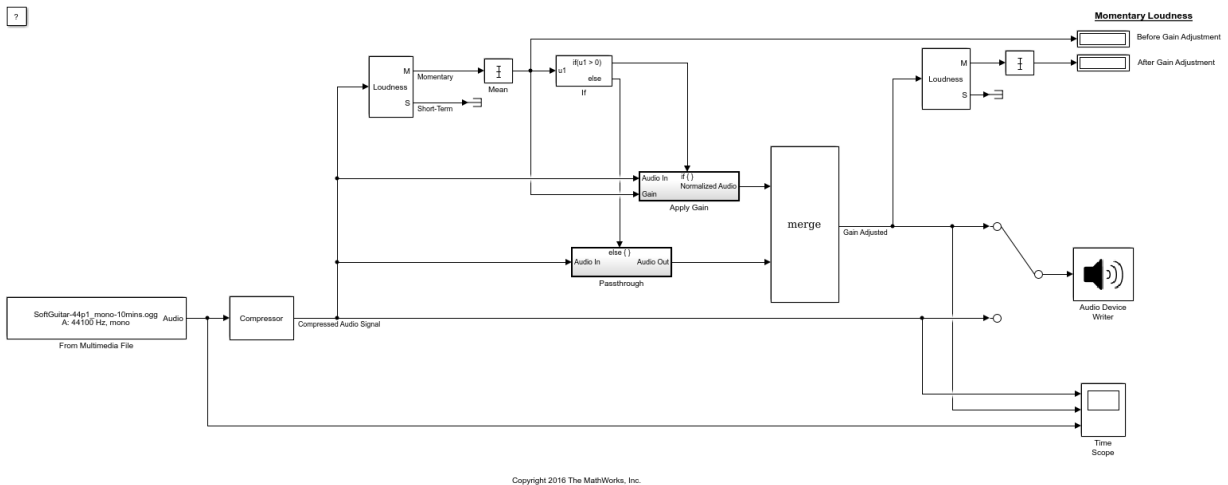 ?
Momentary Loudness
Before Gain Adjustment
After Gain Adjustment
M
Momentary
Loudness
S
Short-Term
Mean
u1
if(u1 > 0)
else
If
M
Loudness
S
Audio In
if ( )
Normalized Audio
Gain
Apply Gain
else ( )
Audio In
Audio Out
Passthrough
merge
Gain Adjusted
Audio Device
Writer
SoftGuitar-44p1_mono-10mins.ogg
A: 44100 Hz, mono
Audio
From Multimedia File
Compressor
Compressed Audio Signal
Time
Scope
Copyright 2016 The MathWorks, Inc.